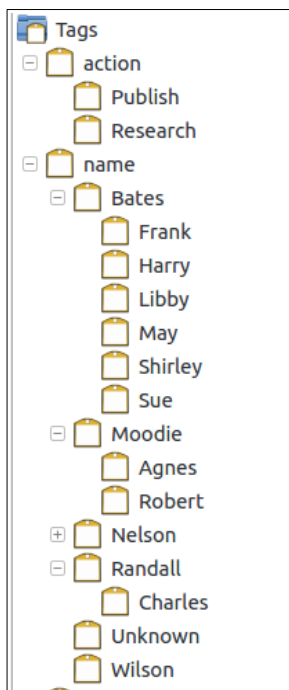 Tags
action
Publish
Research
name
Bates
Frank
Harry
Libby
May
Shirley
Sue
Moodie
Agnes
Robert
Nelson
Randall
Charles
Unknown
Wilson